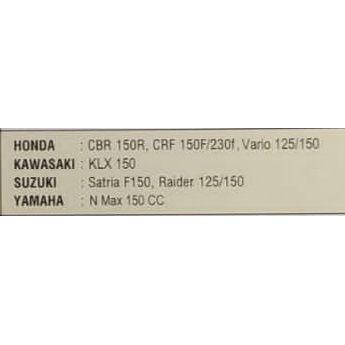 HONDA : CBR 150R, CRF 150F/230f, Vario 125/150
KAWASAKI : KLX 150
SUZUKI : Satria F150, Raider 125/150
YAMAHA : N Max 150 CC